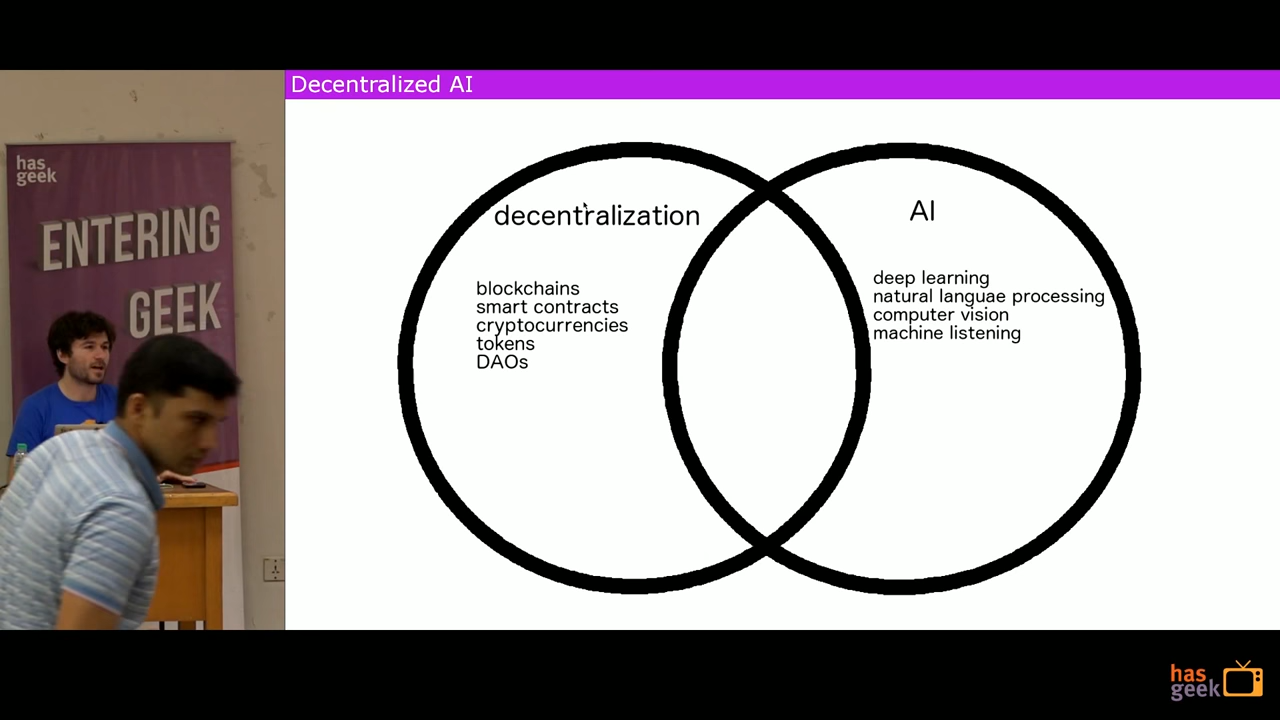 Decentralized AI
has
geek
ENTERING
GEEK
decentralization
blockchains
smart contracts
cryptocurrencies
tokens
DAOs
AI
deep learning
natural languae processing
computer vision
machine listening
has
geek